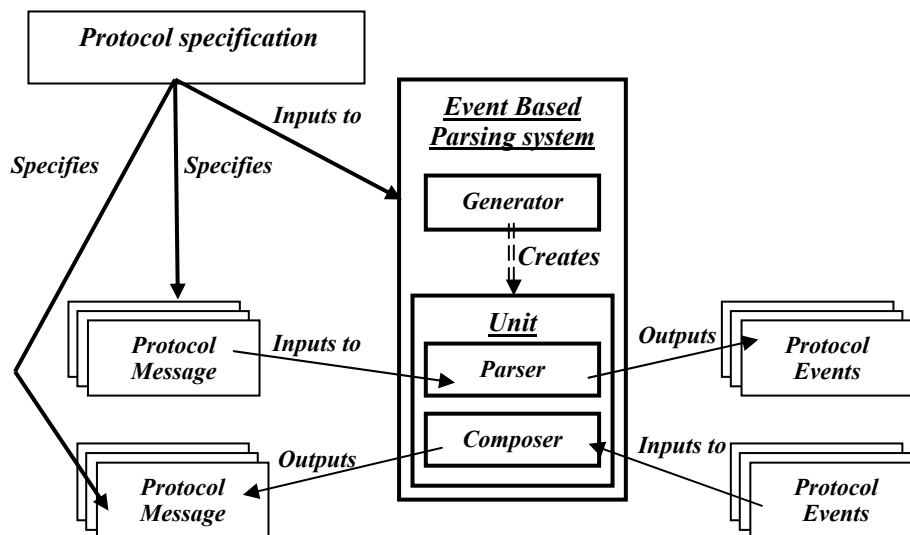 Protocol specification
Inputs to
Event Based
Parsing system
Specifies
Specifies
Generator
Creates
Unit
Protocol
Message
Inputs to
Parser
Outputs
Protocol
Events
Composer
Outputs
Inputs to
Protocol
Message
Protocol
Events